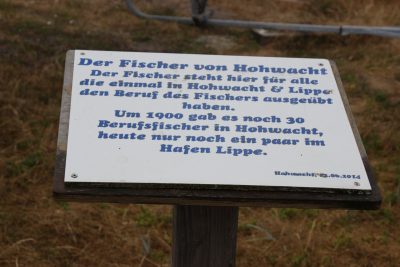 Der Fischer von Hohwacht
Der Fischer steht hier für alle
die einmal in Hohwacht & Lippe
den Beruf des Fischers ausgeübt
haben.
Um 1900 gab es noch 30
Berufsfischer in Hohwacht,
heute nur noch ein paar im
Hafen Lippe.
Hohwacht,